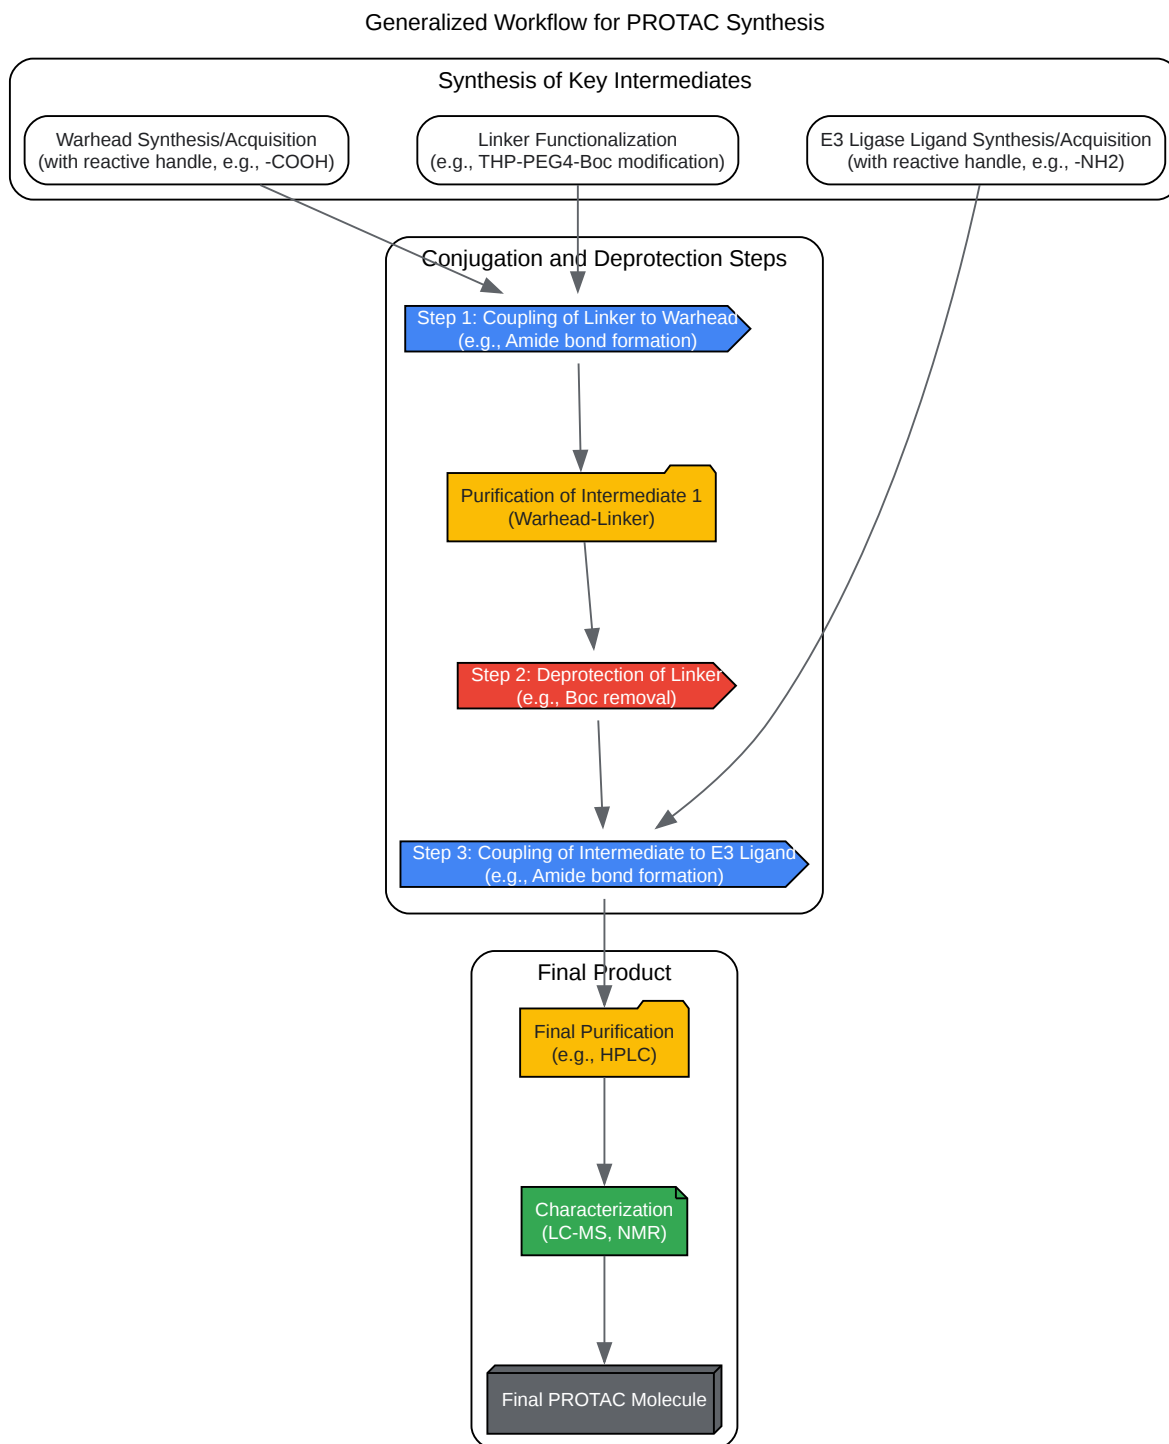 Generalized Workflow for PROTAC Synthesis
Synthesis of Key Intermediates
Warhead Synthesis/Acquisition
(with reactive handle, e.g., -COOH)
Linker Functionalization
(e.g., THP-PEG4-Boc modification)
E3 Ligase Ligand Synthesis/Acquisition
(with reactive handle, e.g., -NH2)
Conjugation and Deprotection Steps
Step 1: Coupling of Linker to Warhead
(e.g., Amide bond formation)
Purification of Intermediate 1
(Warhead-Linker)
Step 2: Deprotection of Linker
(e.g., Boc removal)
Step 3: Coupling of Intermediate to E3 Ligand
(e.g., Amide bond formation)
Final Product
Final Purification
(e.g., HPLC)
Characterization
(LC-MS, NMR)
Final PROTAC Molecule